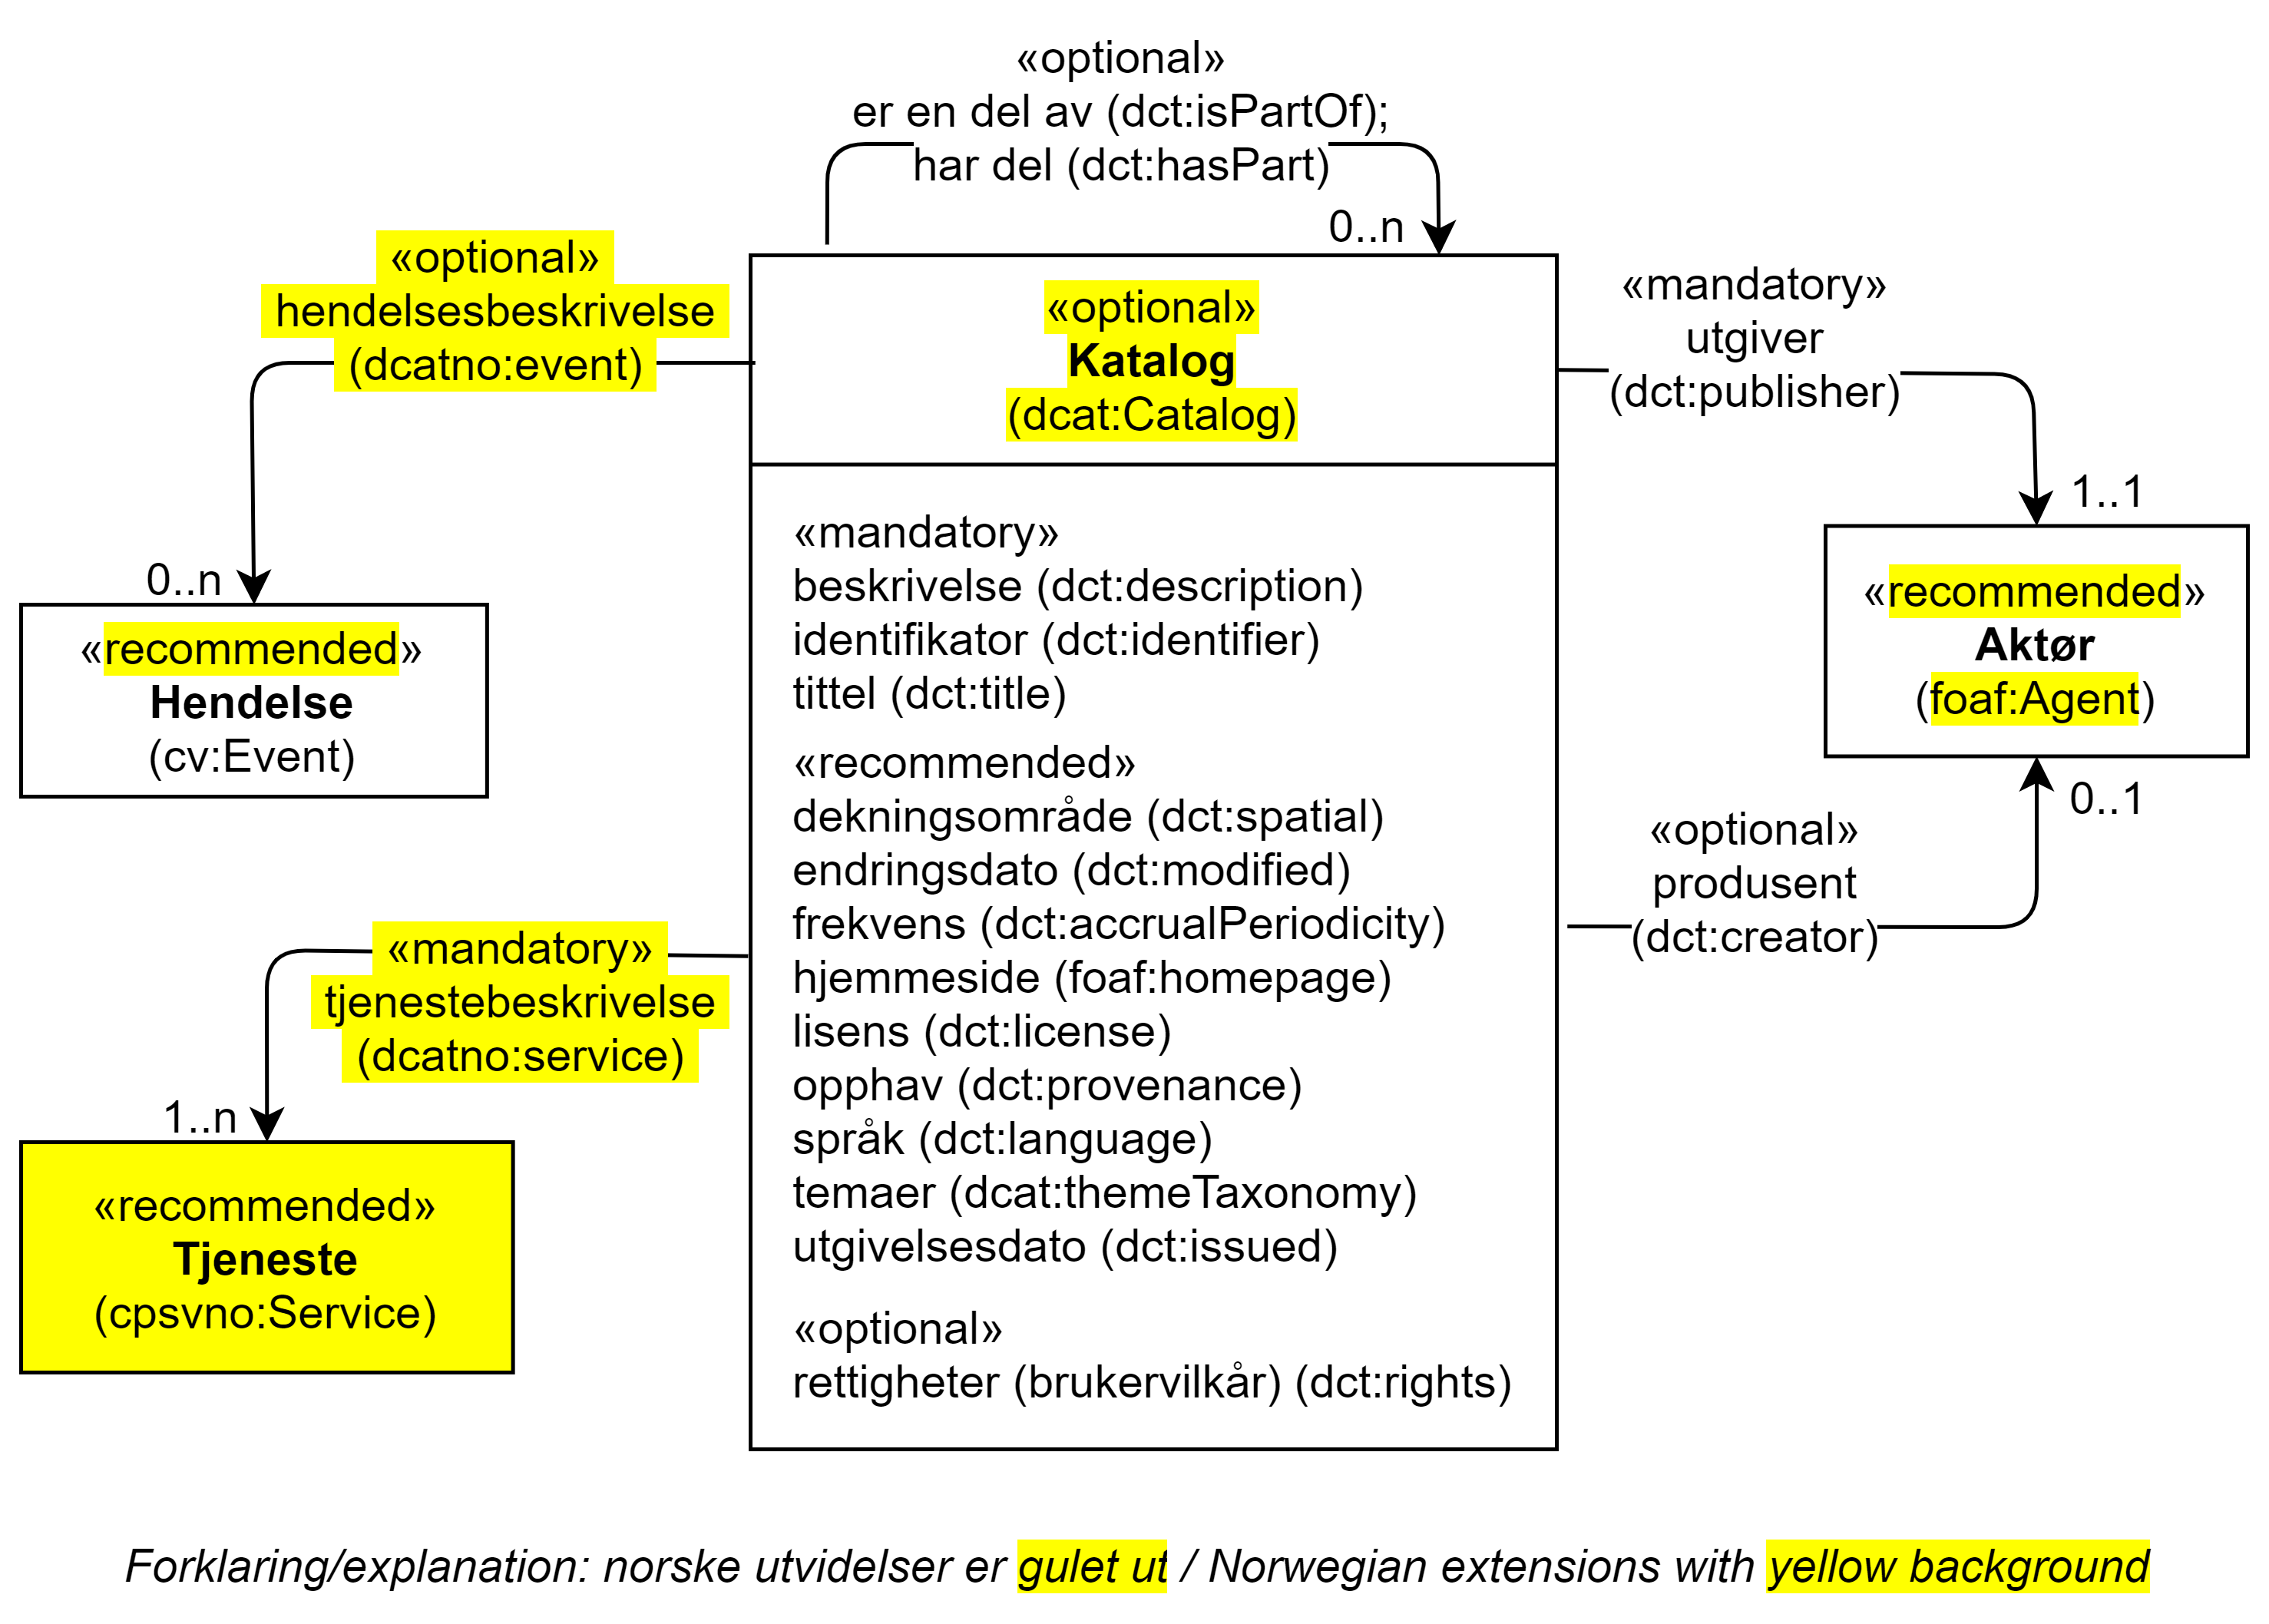 «optional»
er en del av (dct:isPartOf);
har del (dct:hasPart)
0..n
«optional»
hendelsesbeskrivelse
(dcatno:event)
0..n
«recommended»
Hendelse
(cv:Event)
«mandatory»
tjenestebeskrivelse
(dcatno:service)
1..n
«recommended»
Tjeneste
(cpsvno:Service)
«optional»
Katalog
(dcat:Catalog)
«mandatory»
beskrivelse (dct:description)
identifikator (dct:identifier)
tittel (dct:title)
«recommended»
dekningsområde (dct:spatial)
endringsdato (dct:modified)
frekvens (dct:accrualPeriodicity)
hjemmeside (foaf:homepage)
lisens (dct:license)
opphav (dct:provenance)
språk (dct:language)
temaer (dcat:themeTaxonomy)
utgivelsesdato (dct:issued)
«optional»
rettigheter (brukervilkår) (dct:rights)
«mandatory»
utgiver
(dct:publisher)
1..1
«recommended»
Aktør
(foaf:Agent)
0..1
«optional»
produsent
(dct:creator)
Forklaring/explanation: norske utvidelser er gulet ut / Norwegian extensions with yellow background